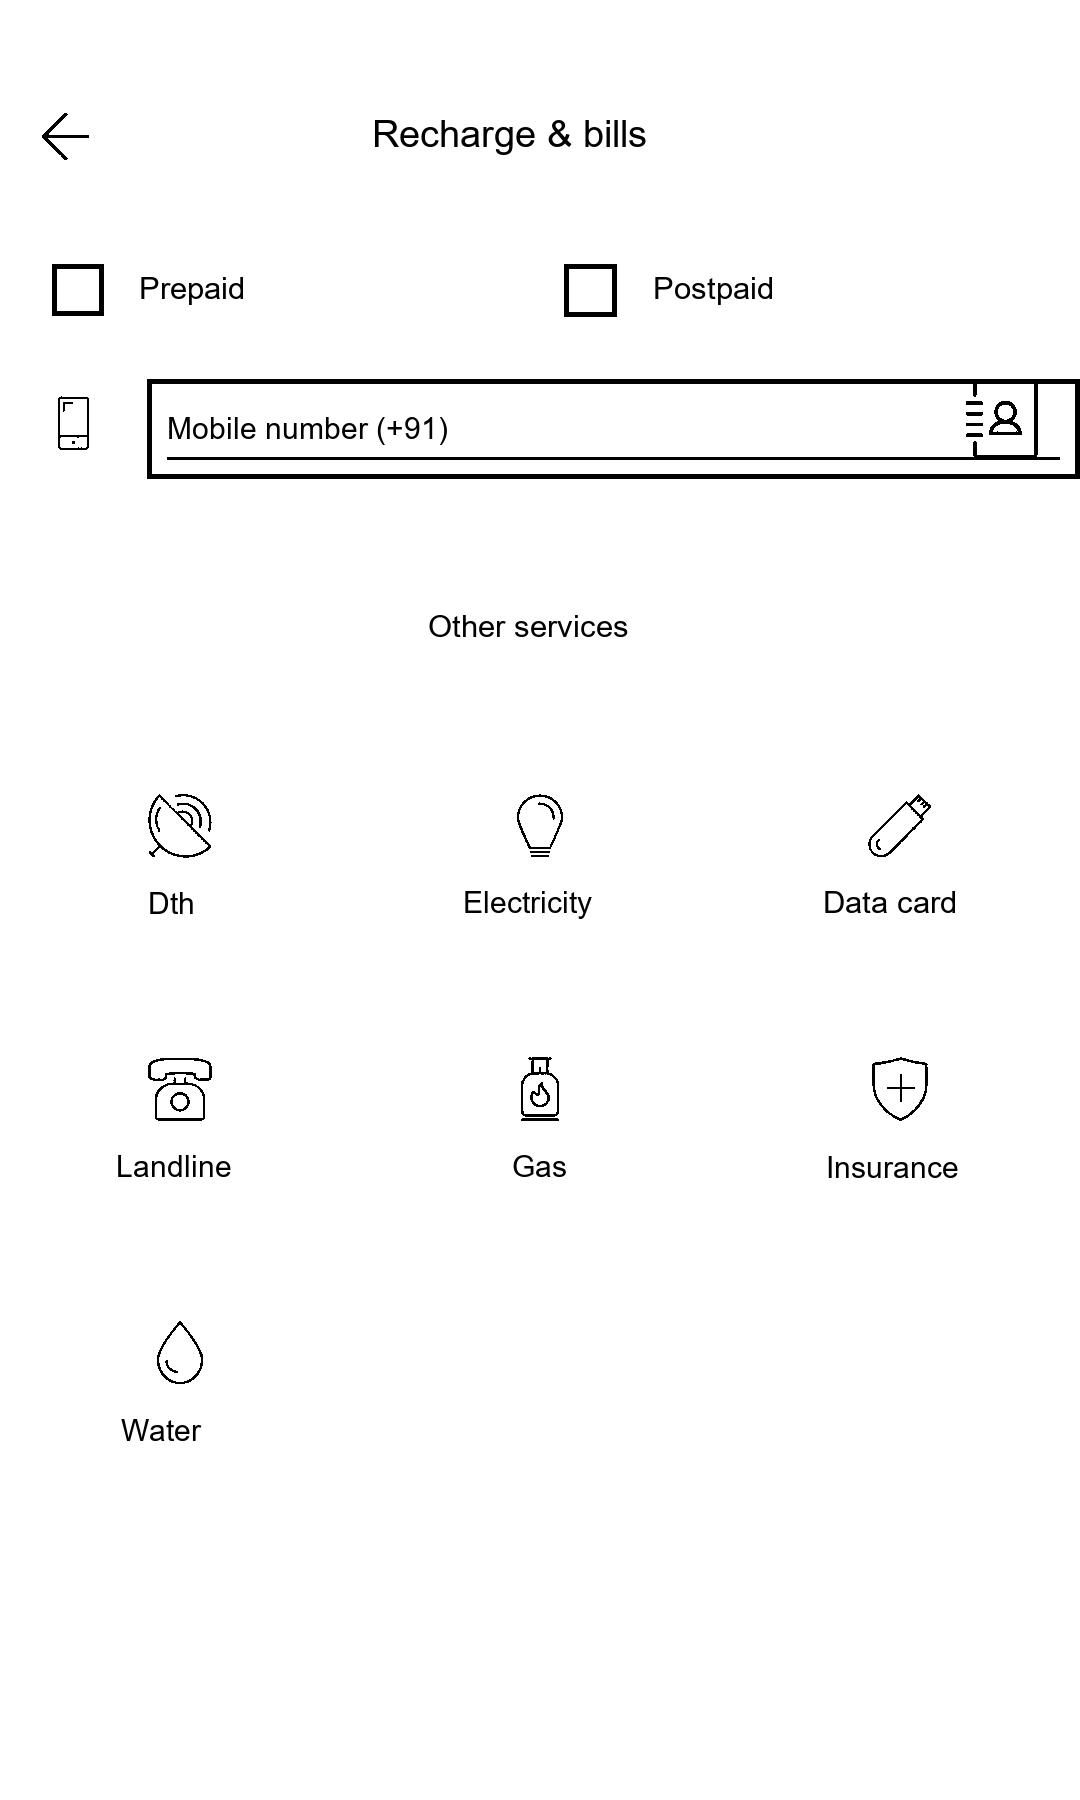 Recharge & bills
Prepaid
Postpaid
Mobile number (+91)
Other services
Dth
Electricity
Data card
Landline
Gas
Insurance
Water